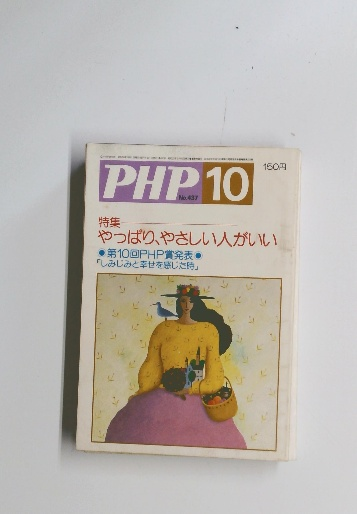 PHP 10
No.437
150円
特集
やっぱり、やさしい人がいい
●第10回PHP賞発表●
「しみじみと幸せを感じた時」